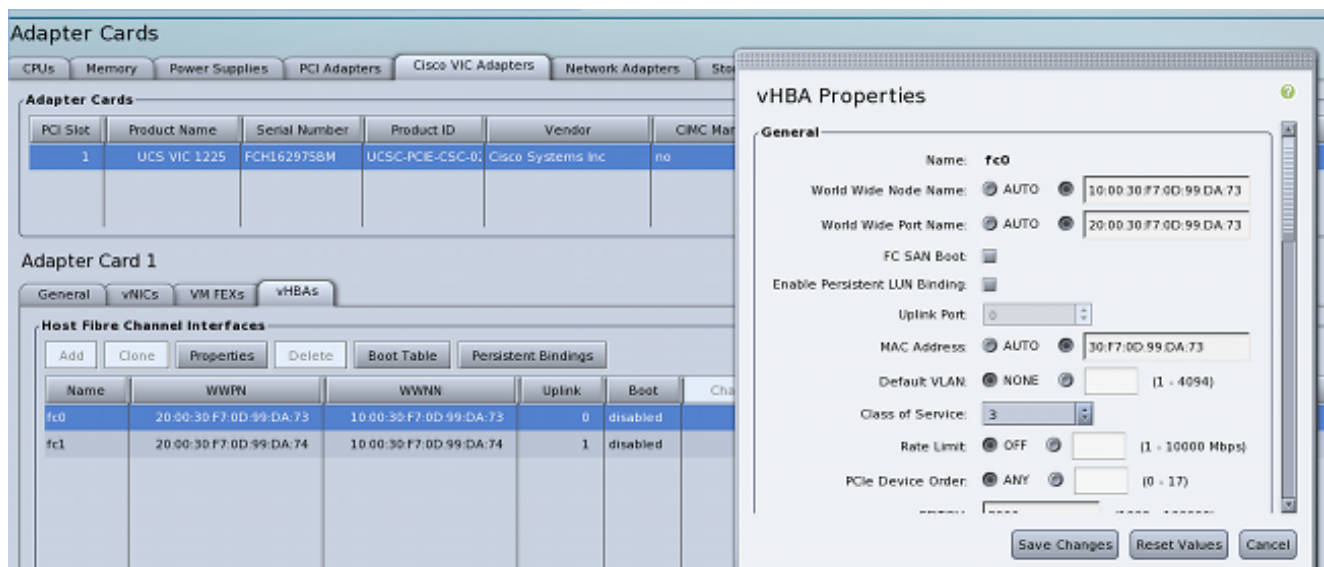 Adapter Cards
CPUs Memory Power Supplies PCI Adapters Cisco VIC Adapters Network Adapters
Adapter Cards
PCI Slot Product Name Serial Number Product ID Vendor CIMC
1 UCS VIC 1225 FCH162975BM UCSC-PCIE-CSC-02 Cisco Systems Inc no
Adapter Card 1
General vNICs VM FEXs vHBAs
Host Fibre Channel Interfaces
Add Clone Properties Delete Boot Table Persistent Bindings
Name WWPN WWNN Uplink Boot
fc0 20:00:30:F7:0D:99:DA:73 10:00:30:F7:0D:99:DA:73 0 disabled
fc1 20:00:30:F7:0D:99:DA:74 10:00:30:F7:0D:99:DA:74 1 disabled
vHBA Properties
General
Name: fc0
World Wide Node Name: AUTO 10:00:30:F7:0D:99:DA:73
World Wide Port Name: AUTO 20:00:30:F7:0D:99:DA:73
FC SAN Boot:
Enable Persistent LUN Binding:
Uplink Port: 0
MAC Address: AUTO 30:F7:0D:99:DA:73
Default VLAN: NONE (1 - 4094)
Class of Service: 3
Rate Limit: OFF (1 - 10000 Mbps)
PCIe Device Order: ANY (0 - 17)
Save Changes Reset Values Cancel